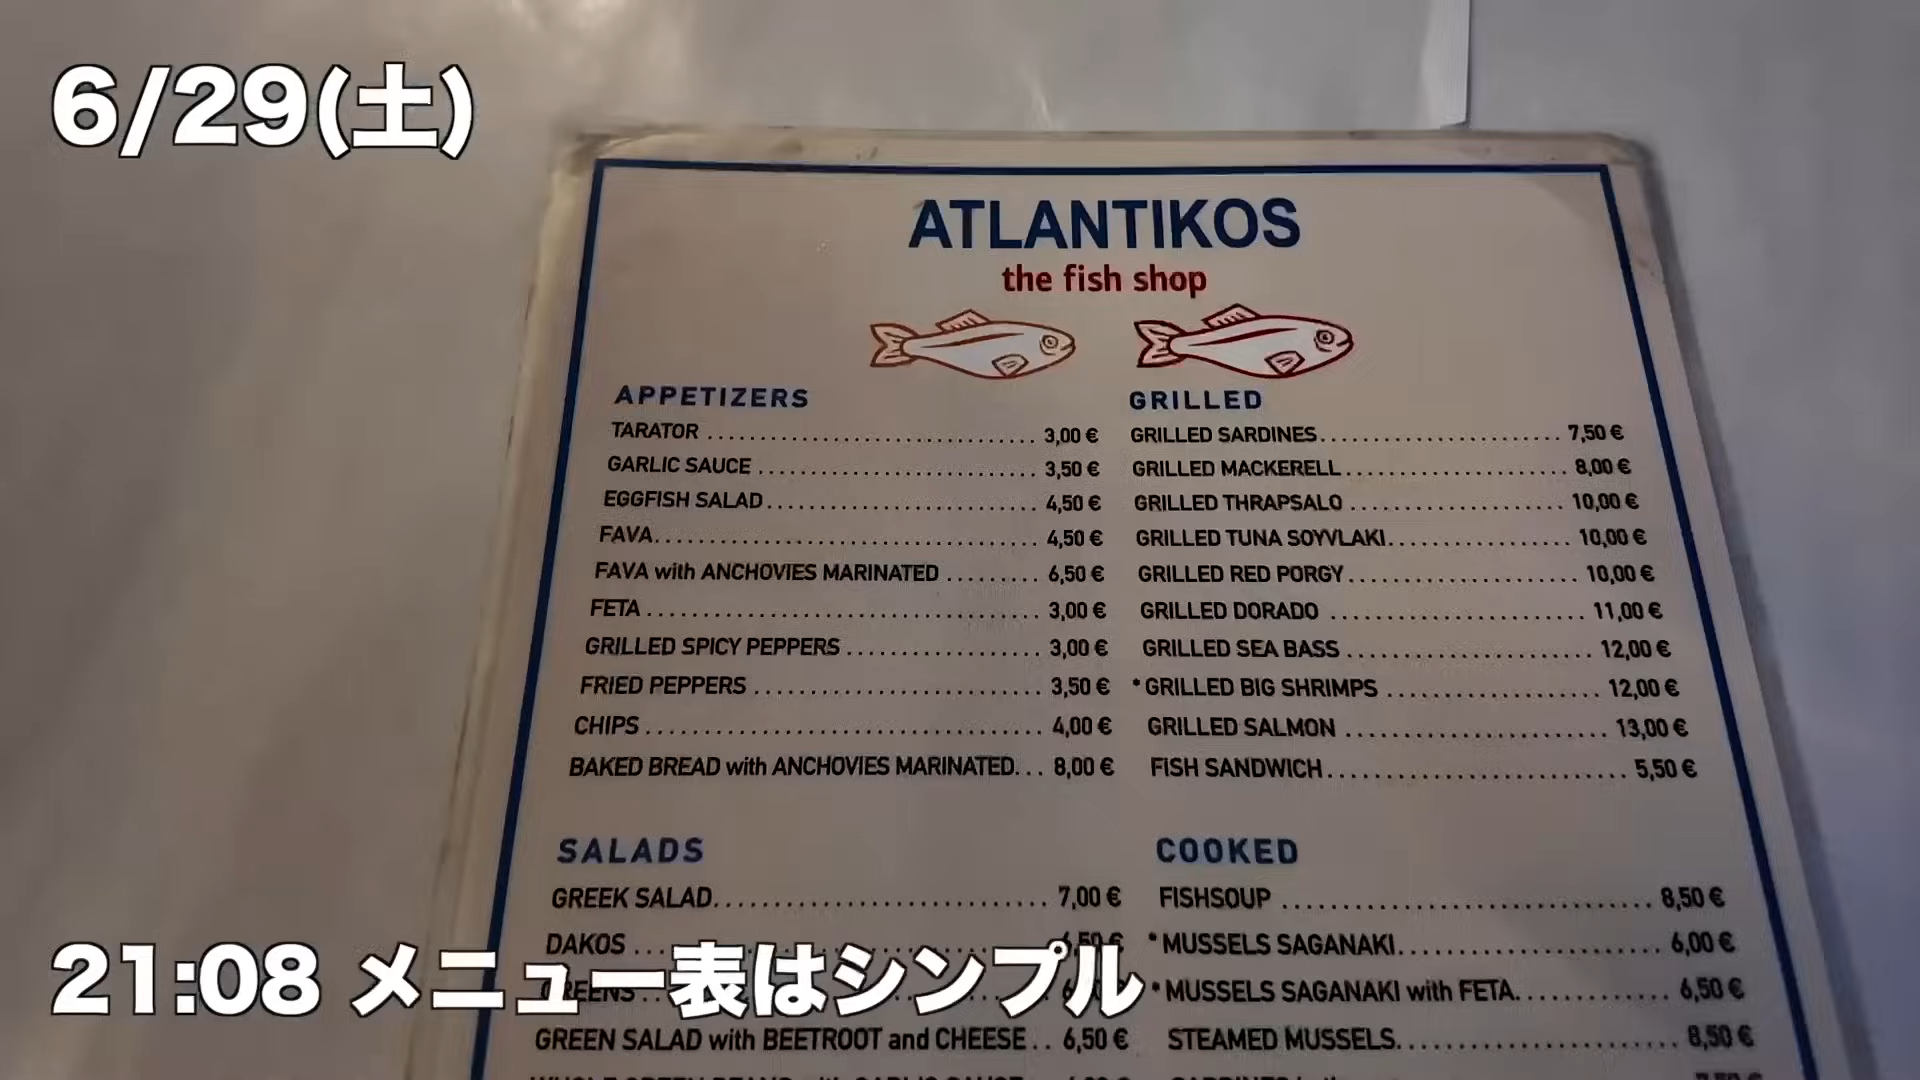 6/29(土)
ATLANTIKOS
the fish shop
APPETIZERS
TARATOR 3,00 €
GARLIC SAUCE 3,50 €
EGGFISH SALAD 4,50 €
FAVA 4,50 €
FAVA with ANCHOVIES MARINATED 6,50 €
FETA 3,00 €
GRILLED SPICY PEPPERS 3,00 €
FRIED PEPPERS 3,50 €
CHIPS 4,00 €
BAKED BREAD with ANCHOVIES MARINATED 8,00 €
SALADS
GREEK SALAD 7,00 €
DAKOS 6,50 €
GREENS
GREEN SALAD with BEETROOT and CHEESE 6,50 €
GRILLED
GRILLED SARDINES 7,50 €
GRILLED MACKERELL 8,00 €
GRILLED THRAPSALO 10,00 €
GRILLED TUNA SOYVLAKI 10,00 €
GRILLED RED PORGY 10,00 €
GRILLED DORADO 11,00 €
GRILLED SEA BASS 12,00 €
* GRILLED BIG SHRIMPS 12,00 €
GRILLED SALMON 13,00 €
FISH SANDWICH 5,50 €
COOKED
FISHSOUP 8,50 €
* MUSSELS SAGANAKI 6,00 €
* MUSSELS SAGANAKI with FETA 6,50 €
STEAMED MUSSELS 8,50 €
21:08 メニュー表はシンプル